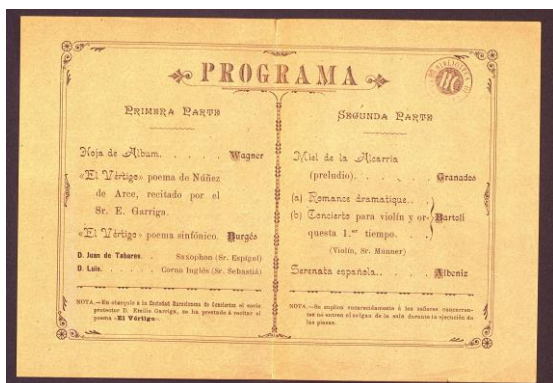 PROGRAMA
PRIMERA PARTE
Hoja de Album. . . . . . Wagner
«El Vértigo» poema de Núñez
de Arce, recitado por el
Sr. E. Garriga.
«El Vértigo» poema sinfónico. Burgés
D. Juan de Tabares. . . Saxophon (Sr. Espigol)
D. Luis. . . . Corno Inglés (Sr. Sebastiá)
NOTA.—En obsequio á la Sociedad Barcelonesa de Conciertos el socio
protector D. Emilio Garriga, se ha prestado á recitar el
poema «El Vértigo».
SEGUNDA PARTE
Miel de la Alcarria
(preludio). . . . . Granados
(a) Romance dramatique. .
(b) Concierto para violín y or- Bartoli
questa 1.er tiempo.
(Violín, Sr. Munner)
Serenata española. . . . . Albeniz
NOTA.—Se suplica encarecidamente á los señores concurren-
tes no entren ni salgan de la sala durante la ejecución de
las piezas.